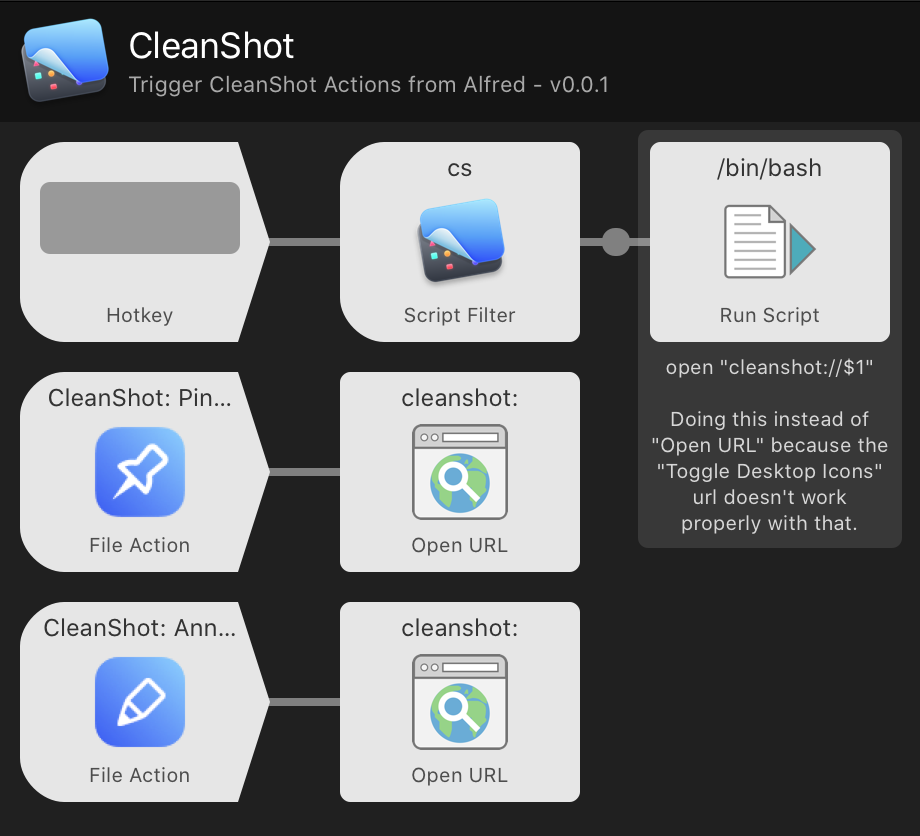 CleanShot
Trigger CleanShot Actions from Alfred - v0.0.1
Hotkey
cs
Script Filter
/bin/bash
Run Script
open "cleanshot://$1"
Doing this instead of
"Open URL" because the
"Toggle Desktop Icons"
url doesn't work
properly with that.
CleanShot: Pin...
File Action
cleanshot:
Open URL
CleanShot: Ann...
File Action
cleanshot:
Open URL